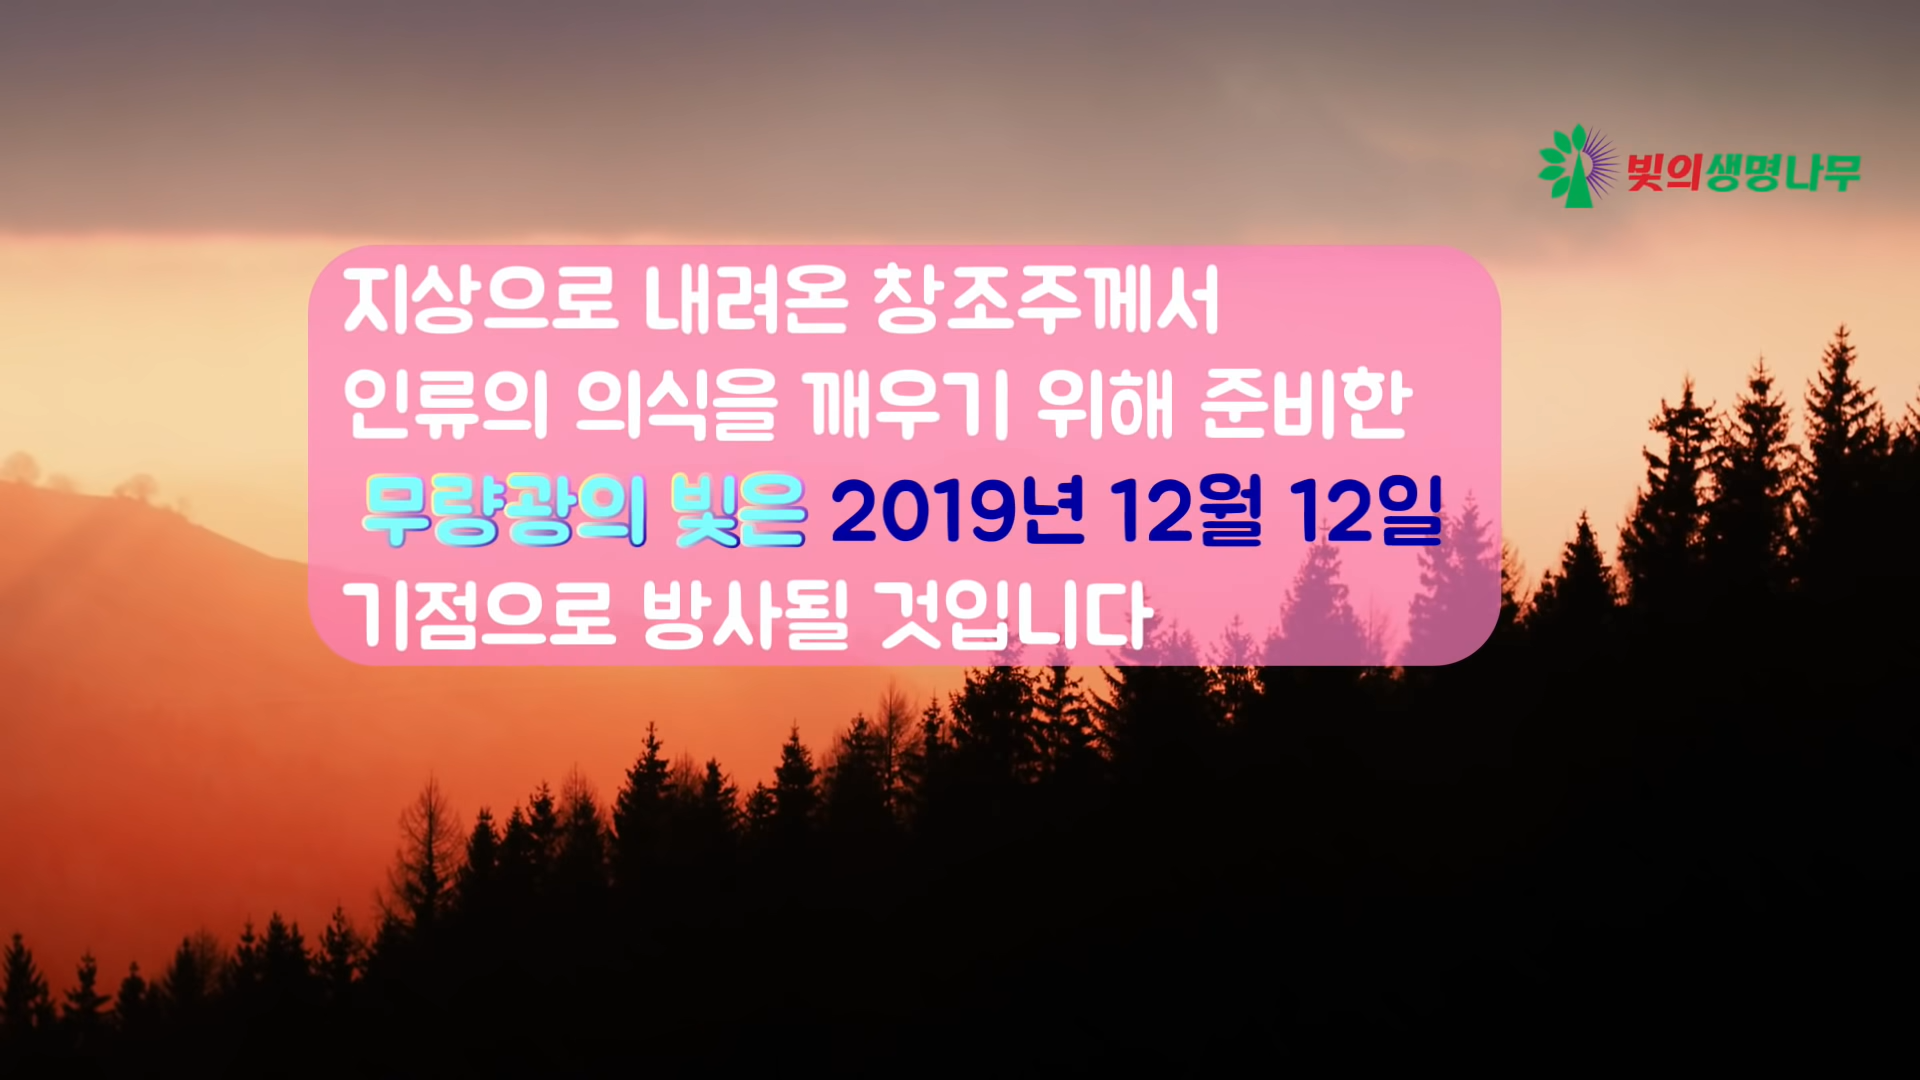 빛의생명나무
지상으로 내려온 창조주께서
인류의 의식을 깨우기 위해 준비한
무량광의 빛은 2019년 12월 12일
기점으로 방사될 것입니다